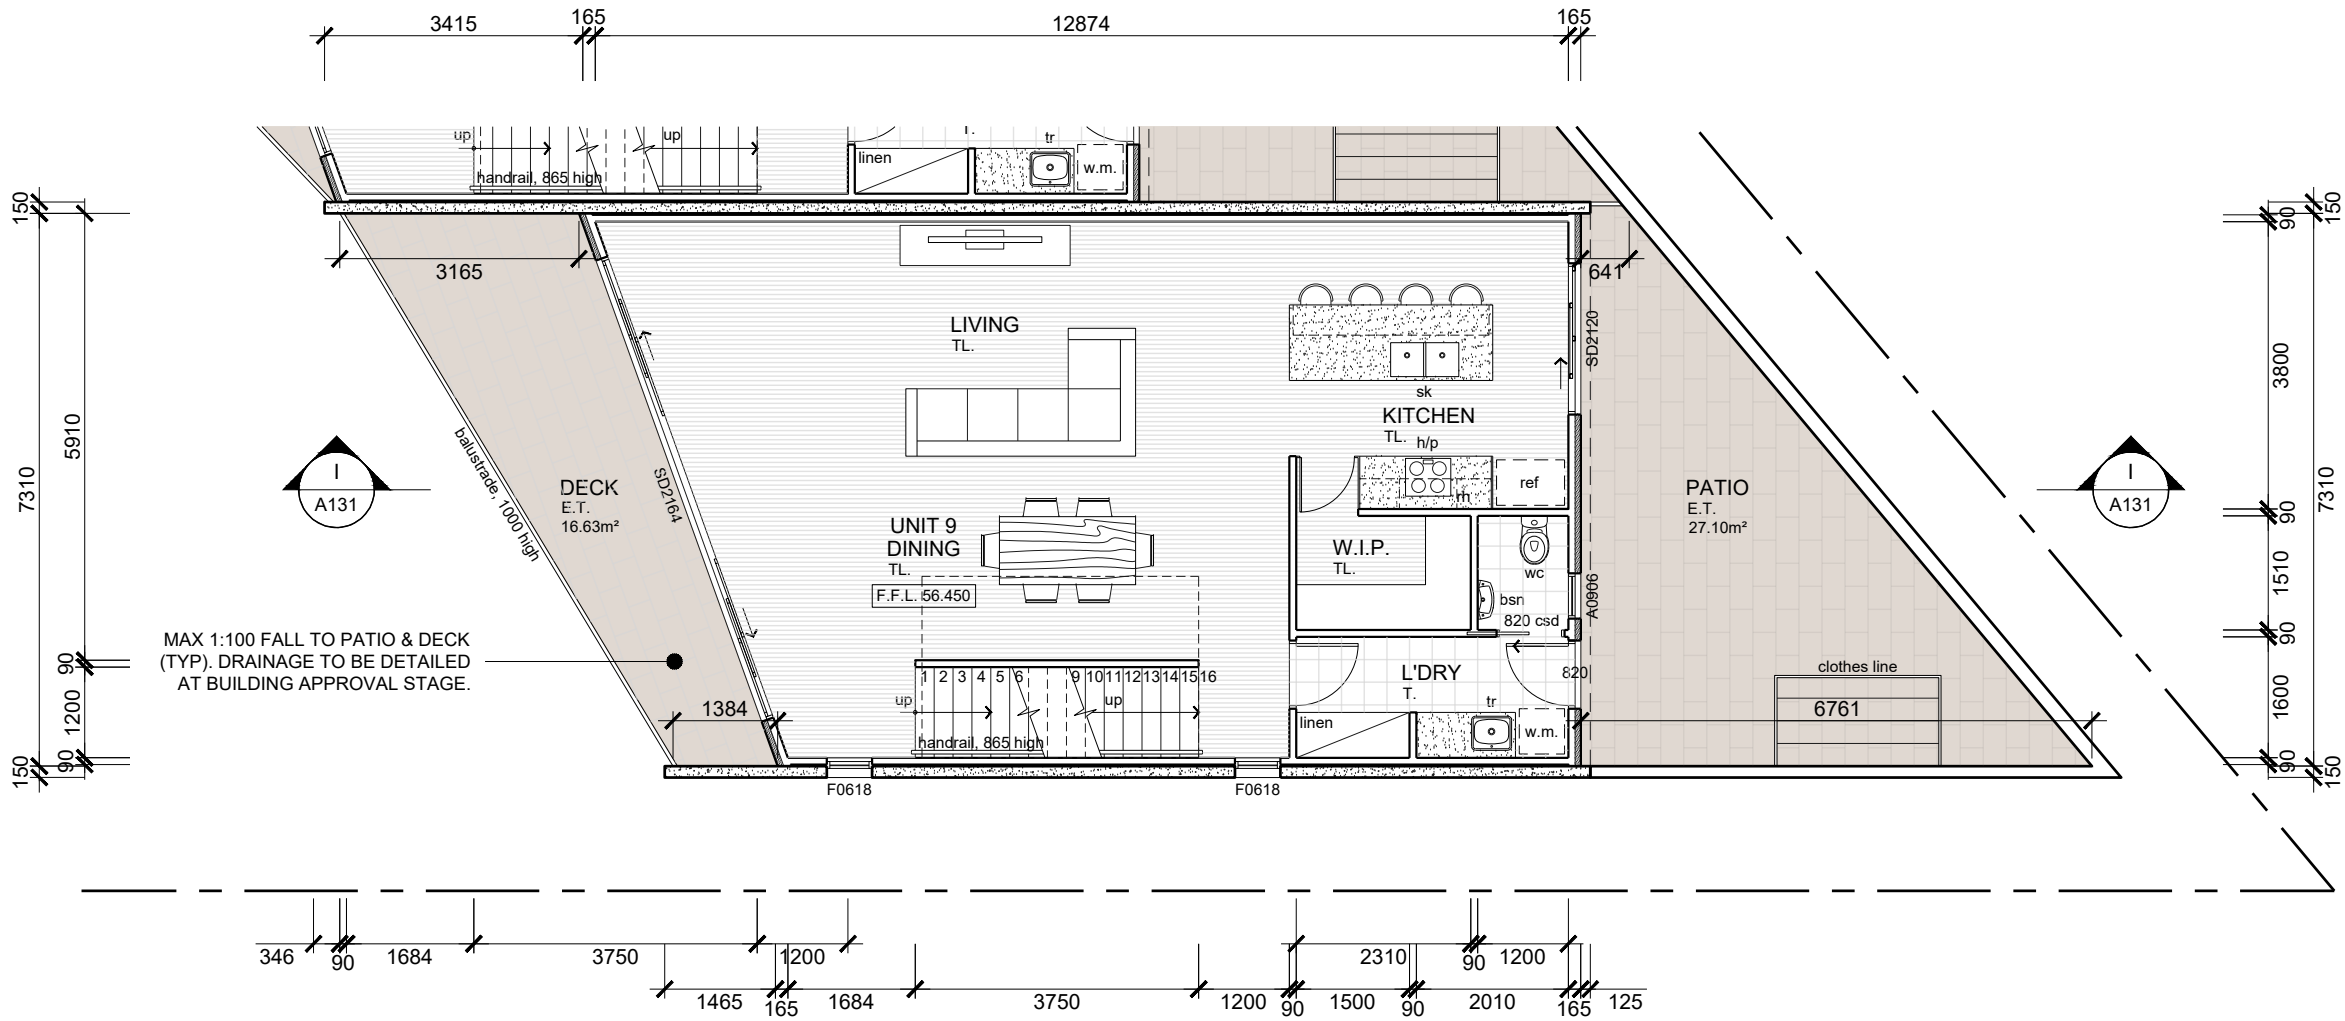 3415
165
12874
165
up
up
T.
tr
linen
w.m.
handrail, 865 high
150
150
90
3165
641
LIVING
TL.
SD2120
3800
sk
KITCHEN
TL.
h/p
5910
7310
balustrade, 1000 high
I
A131
DECK
E.T.
16.63m²
SD2164
ref
PATIO
E.T.
27.10m²
I
A131
90
7310
UNIT 9
DINING
TL.
F.F.L. 56.450
W.I.P.
TL.
wc
bsn
820 csd
A0906
1510
MAX 1:100 FALL TO PATIO & DECK
(TYP). DRAINAGE TO BE DETAILED
AT BUILDING APPROVAL STAGE.
90
90
L'DRY
T.
820
clothes line
1 2 3 4 5 6 9 10 11 12 13 14 15 16
up
up
tr
1200
1384
6761
1600
linen
w.m.
handrail, 865 high
90
150
90
150
F0618
F0618
346
90
1684
3750
1200
2310
90
1200
1465
165
1684
3750
1200
90
1500
90
2010
165
125